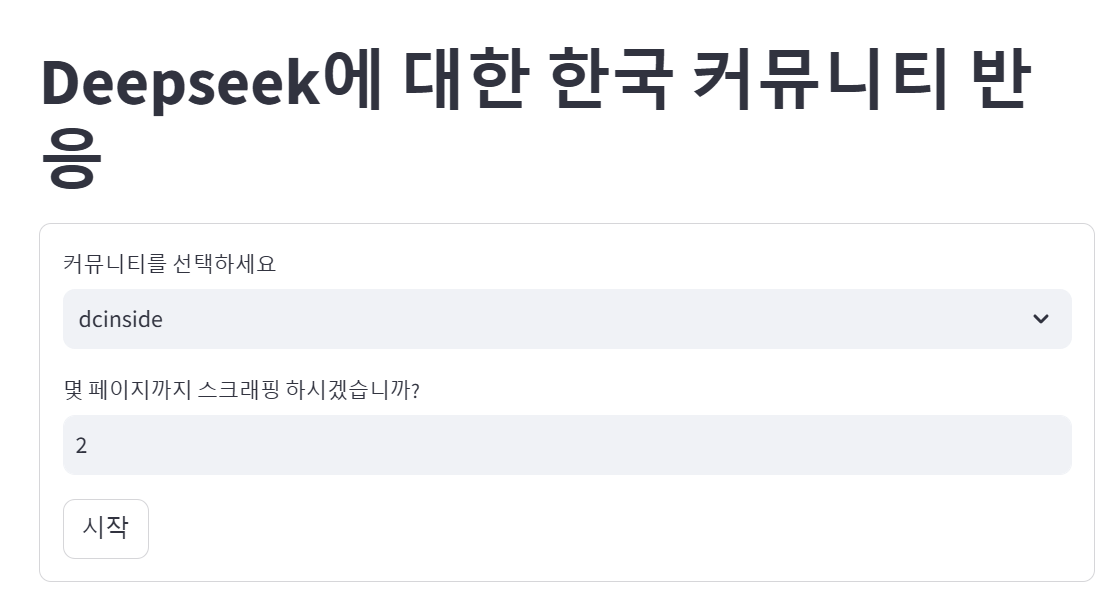 Deepseek에 대한 한국 커뮤니티 반
응
커뮤니티를 선택하세요
dcinside
몇 페이지까지 스크래핑 하시겠습니까?
2
시작